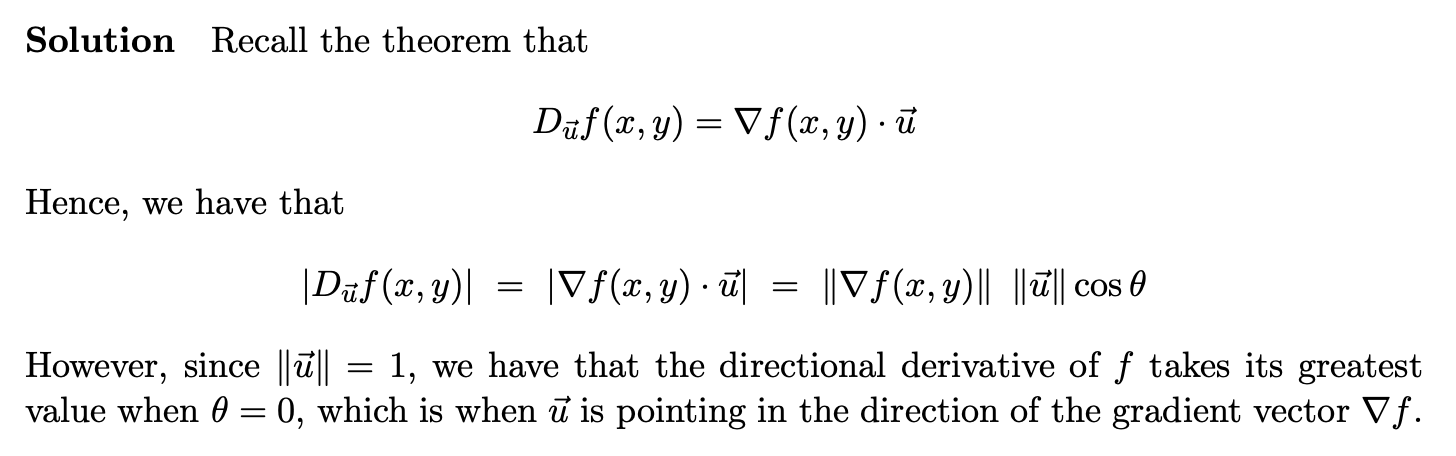 Solution Recall the theorem that
$D_{\vec{u}}f(x,y) = \nabla f(x,y) \cdot \vec{u}$
Hence, we have that
$|D_{\vec{u}}f(x,y)| \;=\; |\nabla f(x,y) \cdot \vec{u}| \;=\; \|\nabla f(x,y)\| \; \|\vec{u}\| \cos\theta$
However, since $\|\vec{u}\| = 1$, we have that the directional derivative of $f$ takes its greatest
value when $\theta = 0$, which is when $\vec{u}$ is pointing in the direction of the gradient vector $\nabla f$.